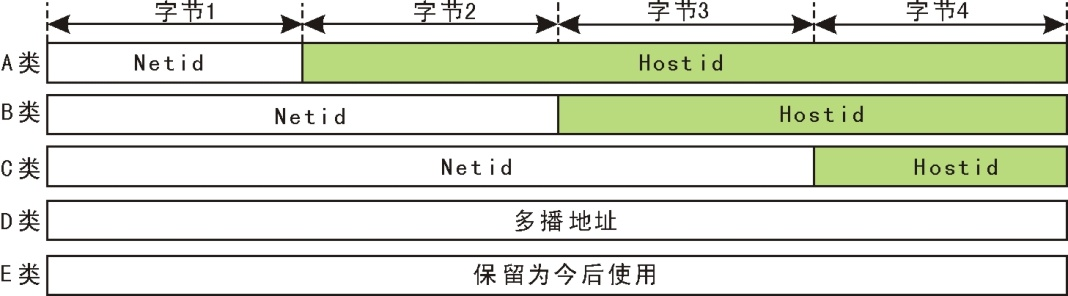 字节1 字节2 字节3 字节4
A类 Netid Hostid
B类 Netid Hostid
C类 Netid Hostid
D类 多播地址
E类 保留为今后使用